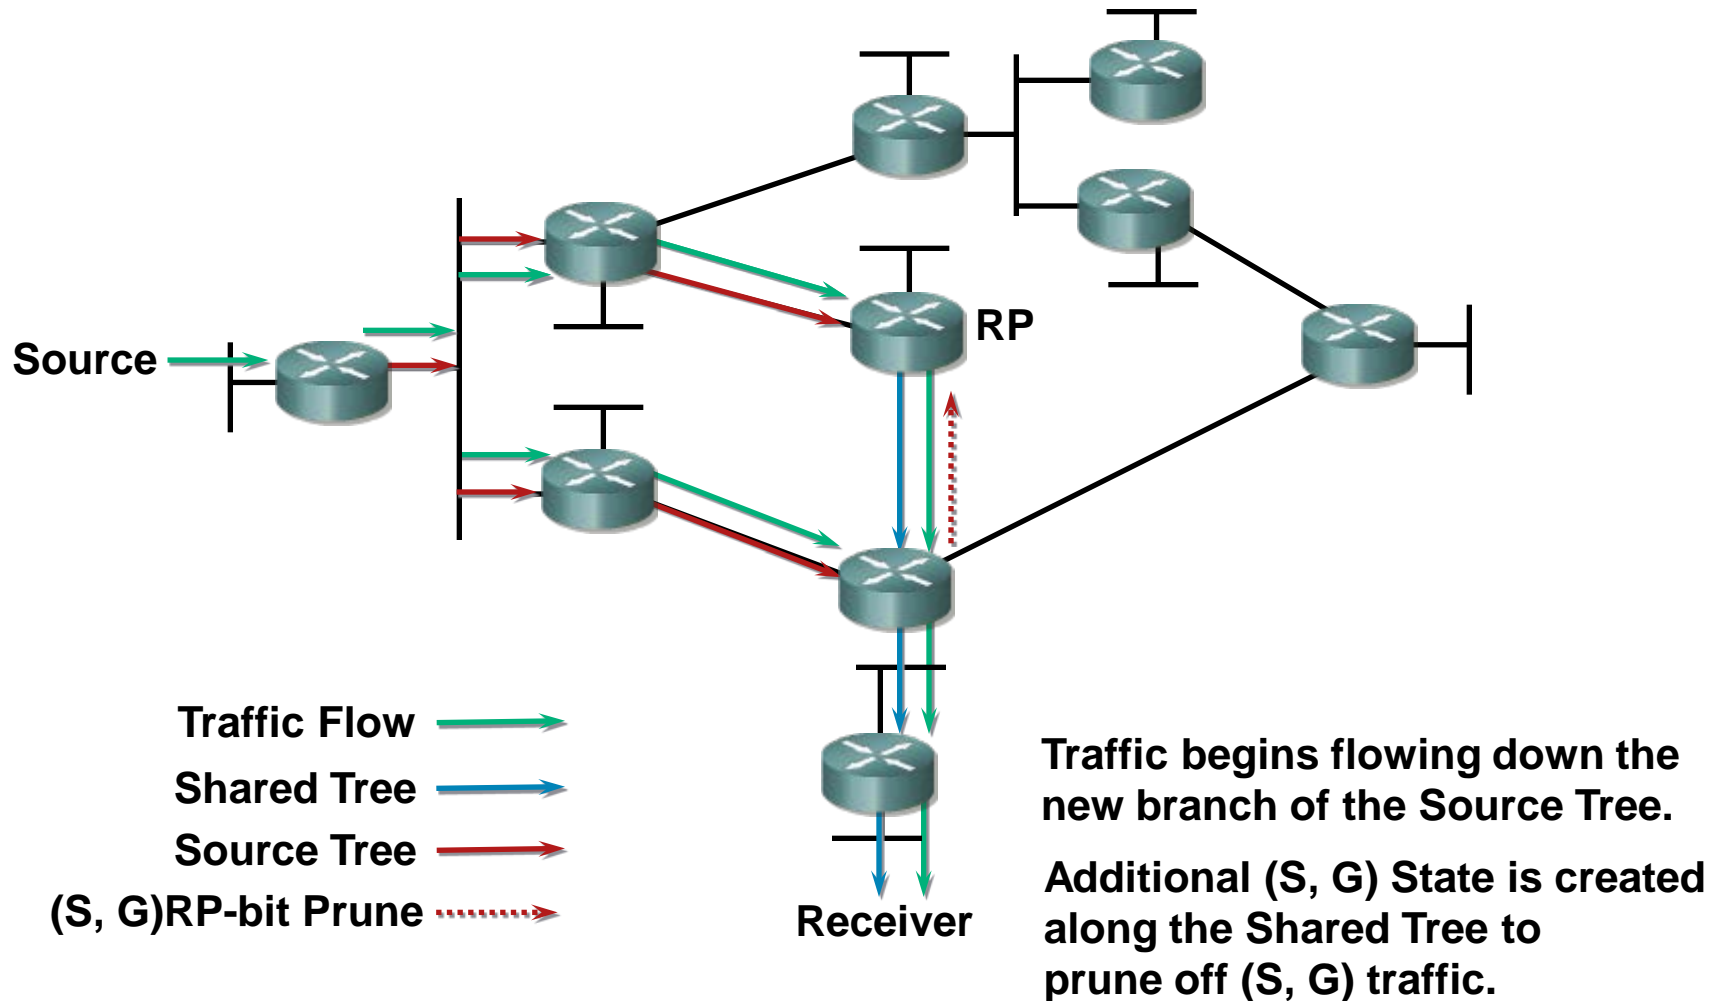 RP
Source
Traffic Flow
Shared Tree
Source Tree
(S, G)RP-bit Prune
Receiver
Traffic begins flowing down the
new branch of the Source Tree.
Additional (S, G) State is created
along the Shared Tree to
prune off (S, G) traffic.